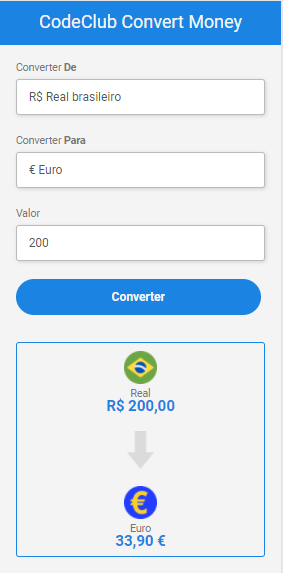 CodeClub Convert Money
Converter De
R$ Real brasileiro
Converter Para
€ Euro
Valor
200
Converter
Real
R$ 200,00
€
Euro
33,90 €